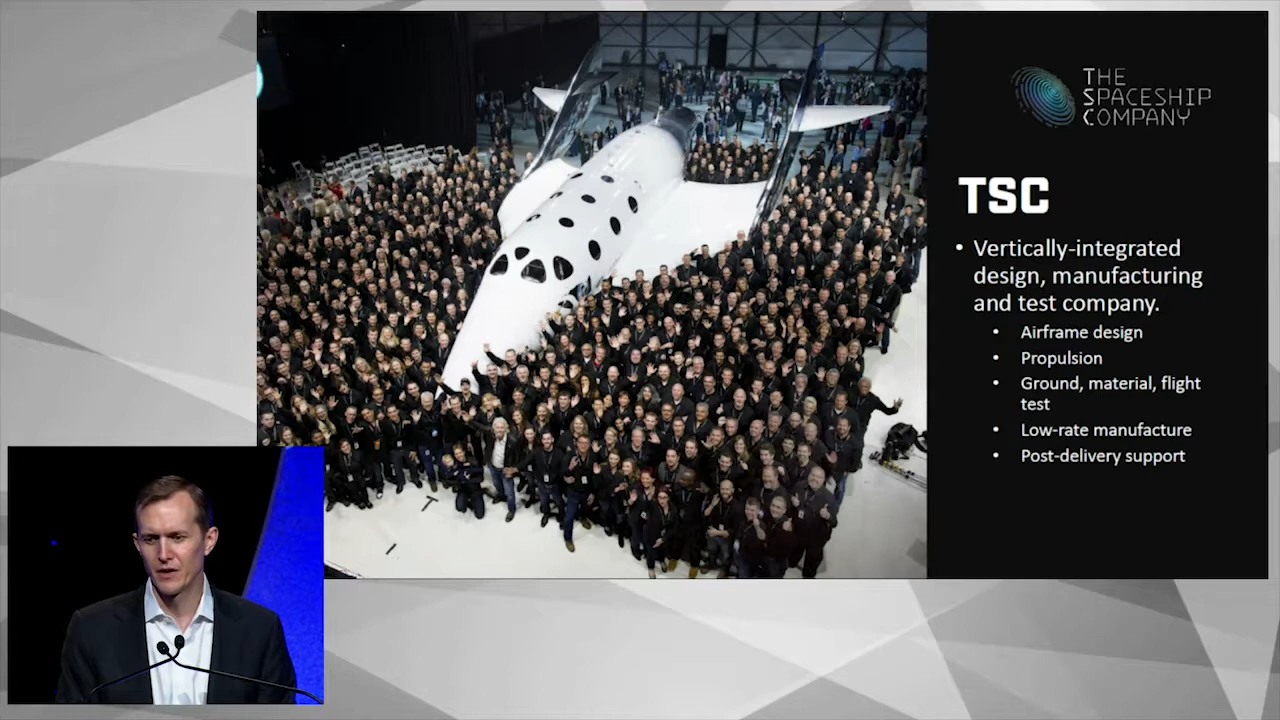 THE
SPACESHIP
COMPANY
TSC
• Vertically-integrated
design, manufacturing
and test company.
• Airframe design
• Propulsion
• Ground, material, flight
test
• Low-rate manufacture
• Post-delivery support